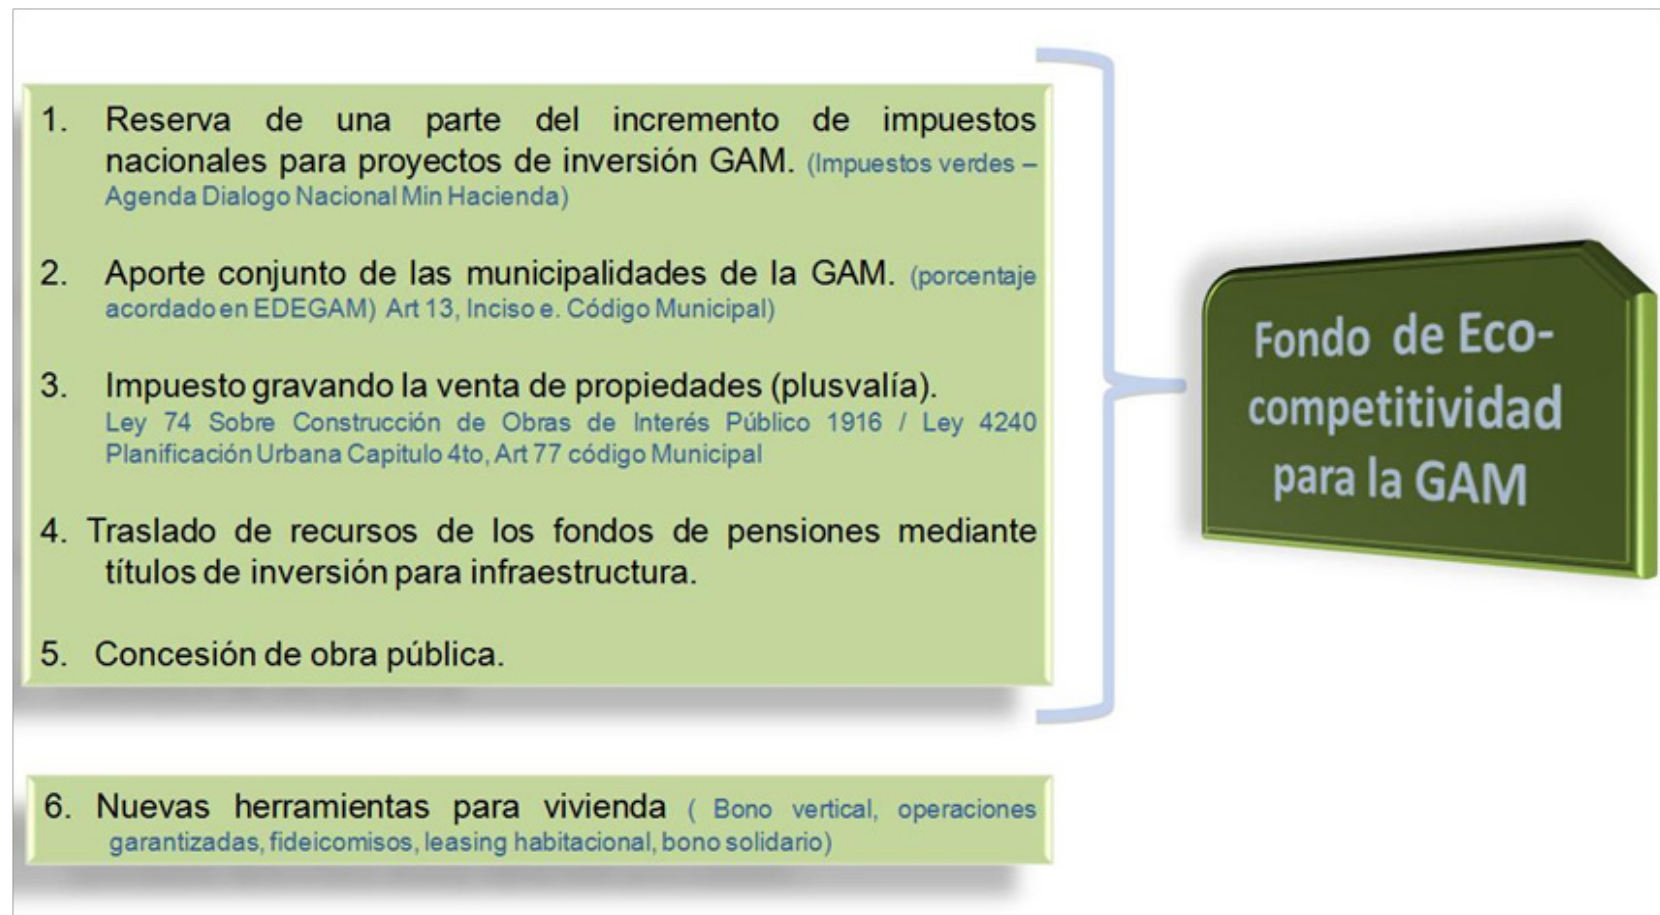 1. Reserva de una parte del incremento de impuestos
nacionales para proyectos de inversión GAM. (Impuestos verdes –
Agenda Dialogo Nacional Min Hacienda)
2. Aporte conjunto de las municipalidades de la GAM. (porcentaje
acordado en EDEGAM) Art 13, Inciso e. Código Municipal)
3. Impuesto gravando la venta de propiedades (plusvalía).
Ley 74 Sobre Construcción de Obras de Interés Público 1916 / Ley 4240
Planificación Urbana Capitulo 4to, Art 77 código Municipal
4. Traslado de recursos de los fondos de pensiones mediante
títulos de inversión para infraestructura.
5. Concesión de obra pública.
6. Nuevas herramientas para vivienda ( Bono vertical, operaciones
garantizadas, fideicomisos, leasing habitacional, bono solidario)
Fondo de Eco-
competitividad
para la GAM